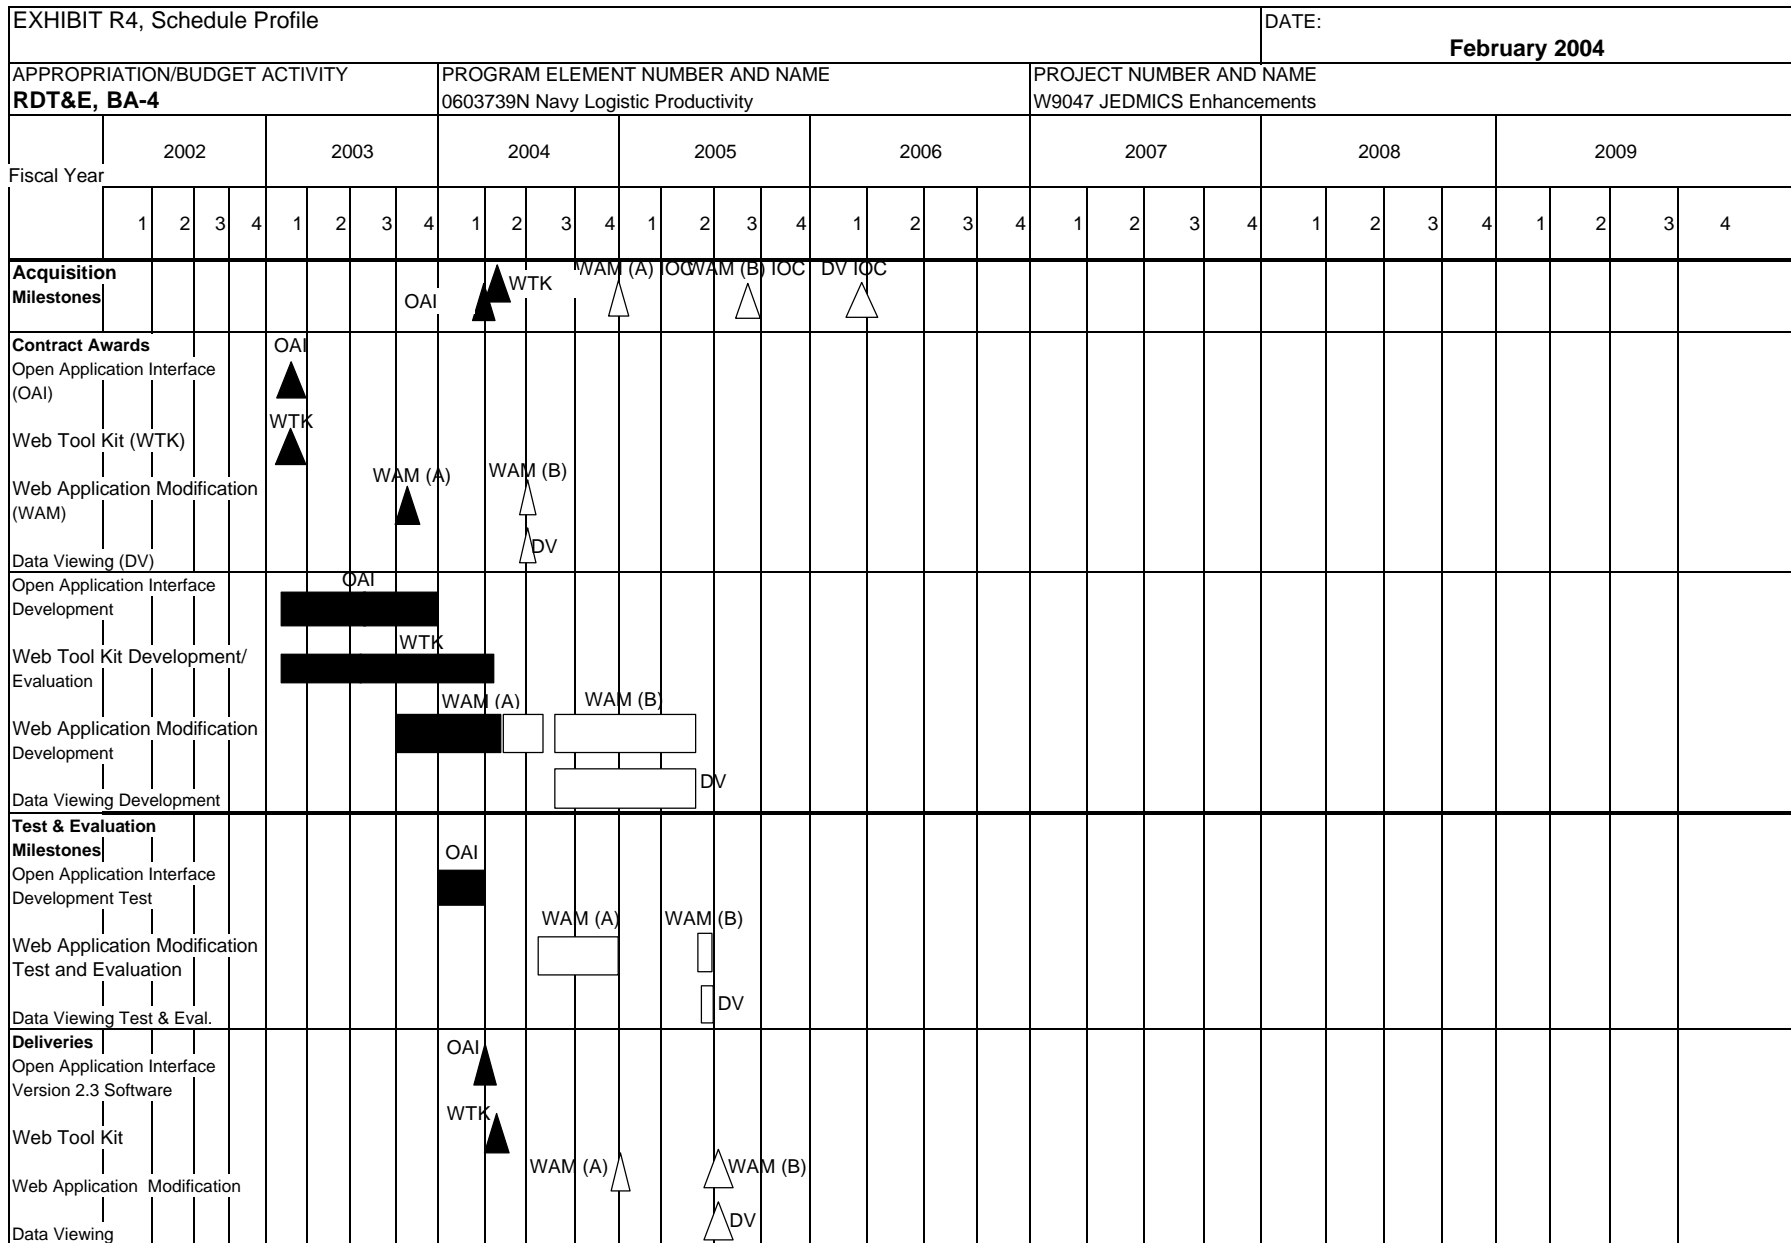 EXHIBIT R4, Schedule Profile
DATE:
February 2004
APPROPRIATION/BUDGET ACTIVITY
PROGRAM ELEMENT NUMBER AND NAME
PROJECT NUMBER AND NAME
RDT&E, BA-4
0603739N Navy Logistic Productivity
W9047 JEDMICS Enhancements
2002 2003 2004 2005 2006 2007 2008 2009
Fiscal Year
1 2 3 4 1 2 3 4 1 2 3 4 1 2 3 4 1 2 3 4 1 2 3 4 1 2 3 4 1 2 3 4
Acquisition
Milestones
OAI
WTK
WAM (A) IOC
WAM (B) IOC
DV IOC
Contract Awards
OAI
Open Application Interface
(OAI)
WTK
Web Tool Kit (WTK)
WAM (A)
WAM (B)
Web Application Modification
(WAM)
DV
Data Viewing (DV)
Open Application Interface
OAI
Development
WTK
Web Tool Kit Development/
Evaluation
WAM (A)
WAM (B)
Web Application Modification
Development
DV
Data Viewing Development
Test & Evaluation
Milestones
OAI
Open Application Interface
Development Test
WAM (A)
WAM (B)
Web Application Modification
Test and Evaluation
DV
Data Viewing Test & Eval.
Deliveries
OAI
Open Application Interface
Version 2.3 Software
WTK
Web Tool Kit
WAM (A)
WAM (B)
Web Application Modification
DV
Data Viewing